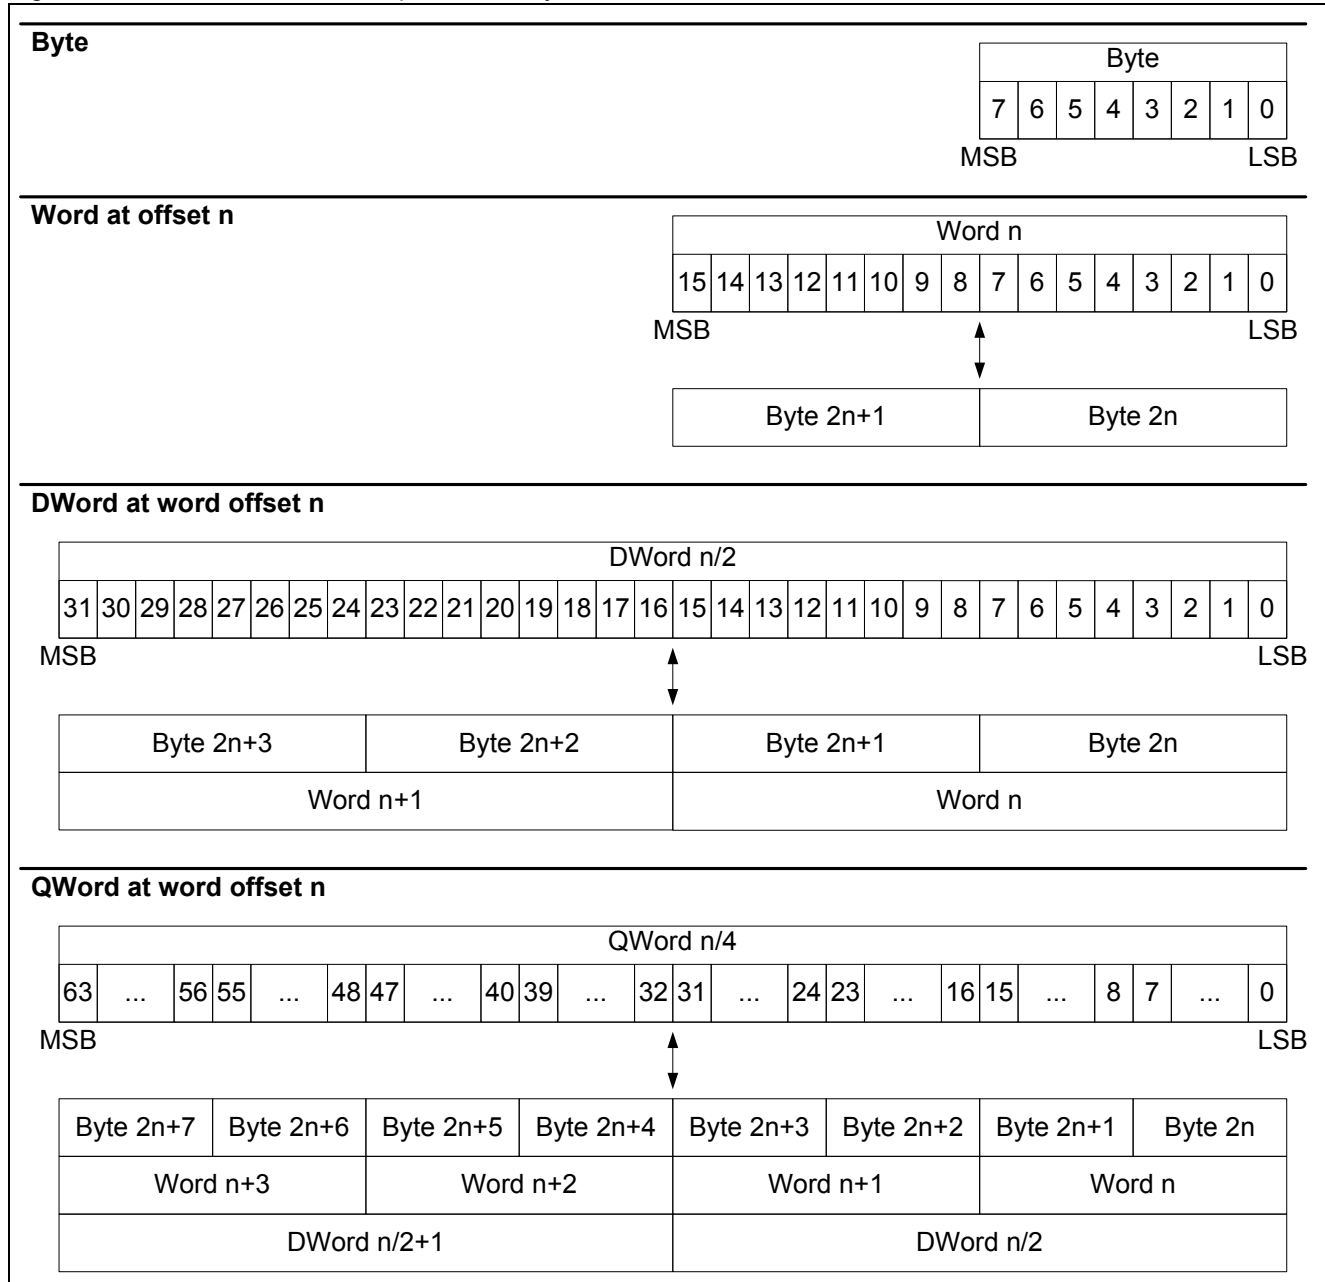 Byte
Byte
7 6 5 4 3 2 1 0
MSB LSB
Word at offset n
Word n
15 14 13 12 11 10 9 8 7 6 5 4 3 2 1 0
MSB LSB
Byte 2n+1 Byte 2n
DWord at word offset n
DWord n/2
31 30 29 28 27 26 25 24 23 22 21 20 19 18 17 16 15 14 13 12 11 10 9 8 7 6 5 4 3 2 1 0
MSB LSB
Byte 2n+3 Byte 2n+2 Byte 2n+1 Byte 2n
Word n+1 Word n
QWord at word offset n
QWord n/4
63 ... 56 55 ... 48 47 ... 40 39 ... 32 31 ... 24 23 ... 16 15 ... 8 7 ... 0
MSB LSB
Byte 2n+7 Byte 2n+6 Byte 2n+5 Byte 2n+4 Byte 2n+3 Byte 2n+2 Byte 2n+1 Byte 2n
Word n+3 Word n+2 Word n+1 Word n
DWord n/2+1 DWord n/2